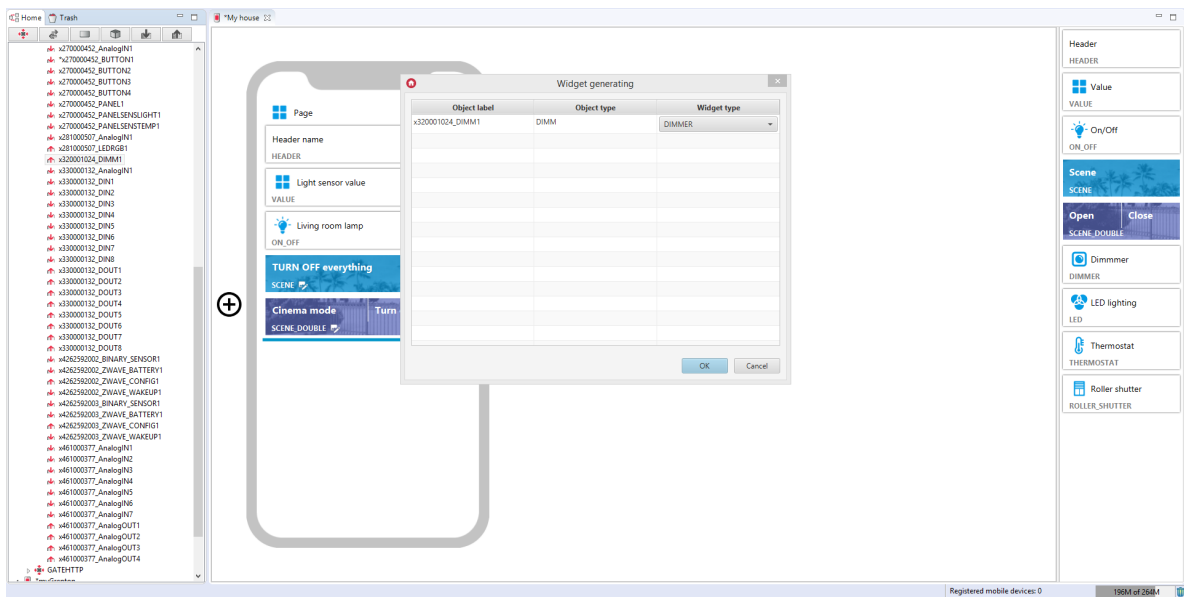 Home
Trash
*My house
x270000452_AnalogIN1
*x270000452_BUTTON1
x270000452_BUTTON2
x270000452_BUTTON3
x270000452_BUTTON4
x270000452_PANEL1
x270000452_PANELSENSLIGHT1
x270000452_PANELSENSTEMP1
x281000507_AnalogIN1
x281000507_LEDRGB1
x320001024_DIMM1
x330000132_AnalogIN1
x330000132_DIN1
x330000132_DIN2
x330000132_DIN3
x330000132_DIN4
x330000132_DIN5
x330000132_DIN6
x330000132_DIN7
x330000132_DIN8
x330000132_DOUT1
x330000132_DOUT2
x330000132_DOUT3
x330000132_DOUT4
x330000132_DOUT5
x330000132_DOUT6
x330000132_DOUT7
x330000132_DOUT8
x4262592002_BINARY_SENSOR1
x4262592002_ZWAVE_BATTERY1
x4262592002_ZWAVE_CONFIG1
x4262592002_ZWAVE_WAKEUP1
x4262592003_BINARY_SENSOR1
x4262592003_ZWAVE_BATTERY1
x4262592003_ZWAVE_CONFIG1
x4262592003_ZWAVE_WAKEUP1
x461000377_AnalogIN1
x461000377_AnalogIN2
x461000377_AnalogIN3
x461000377_AnalogIN4
x461000377_AnalogIN5
x461000377_AnalogIN6
x461000377_AnalogIN7
x461000377_AnalogOUT1
x461000377_AnalogOUT2
x461000377_AnalogOUT3
x461000377_AnalogOUT4
GATEHTTP
Page
Header name
HEADER
Light sensor value
VALUE
Living room lamp
ON_OFF
TURN OFF everything
SCENE
Cinema mode Turn
SCENE_DOUBLE
Widget generating
Object label Object type Widget type
x320001024_DIMM1 DIMM DIMMER
OK Cancel
Header
HEADER
Value
VALUE
On/Off
ON_OFF
Scene
SCENE
Open Close
SCENE_DOUBLE
Dimmmer
DIMMER
LED lighting
LED
Thermostat
THERMOSTAT
Roller shutter
ROLLER_SHUTTER
Registered mobile devices: 0
196M of 264M